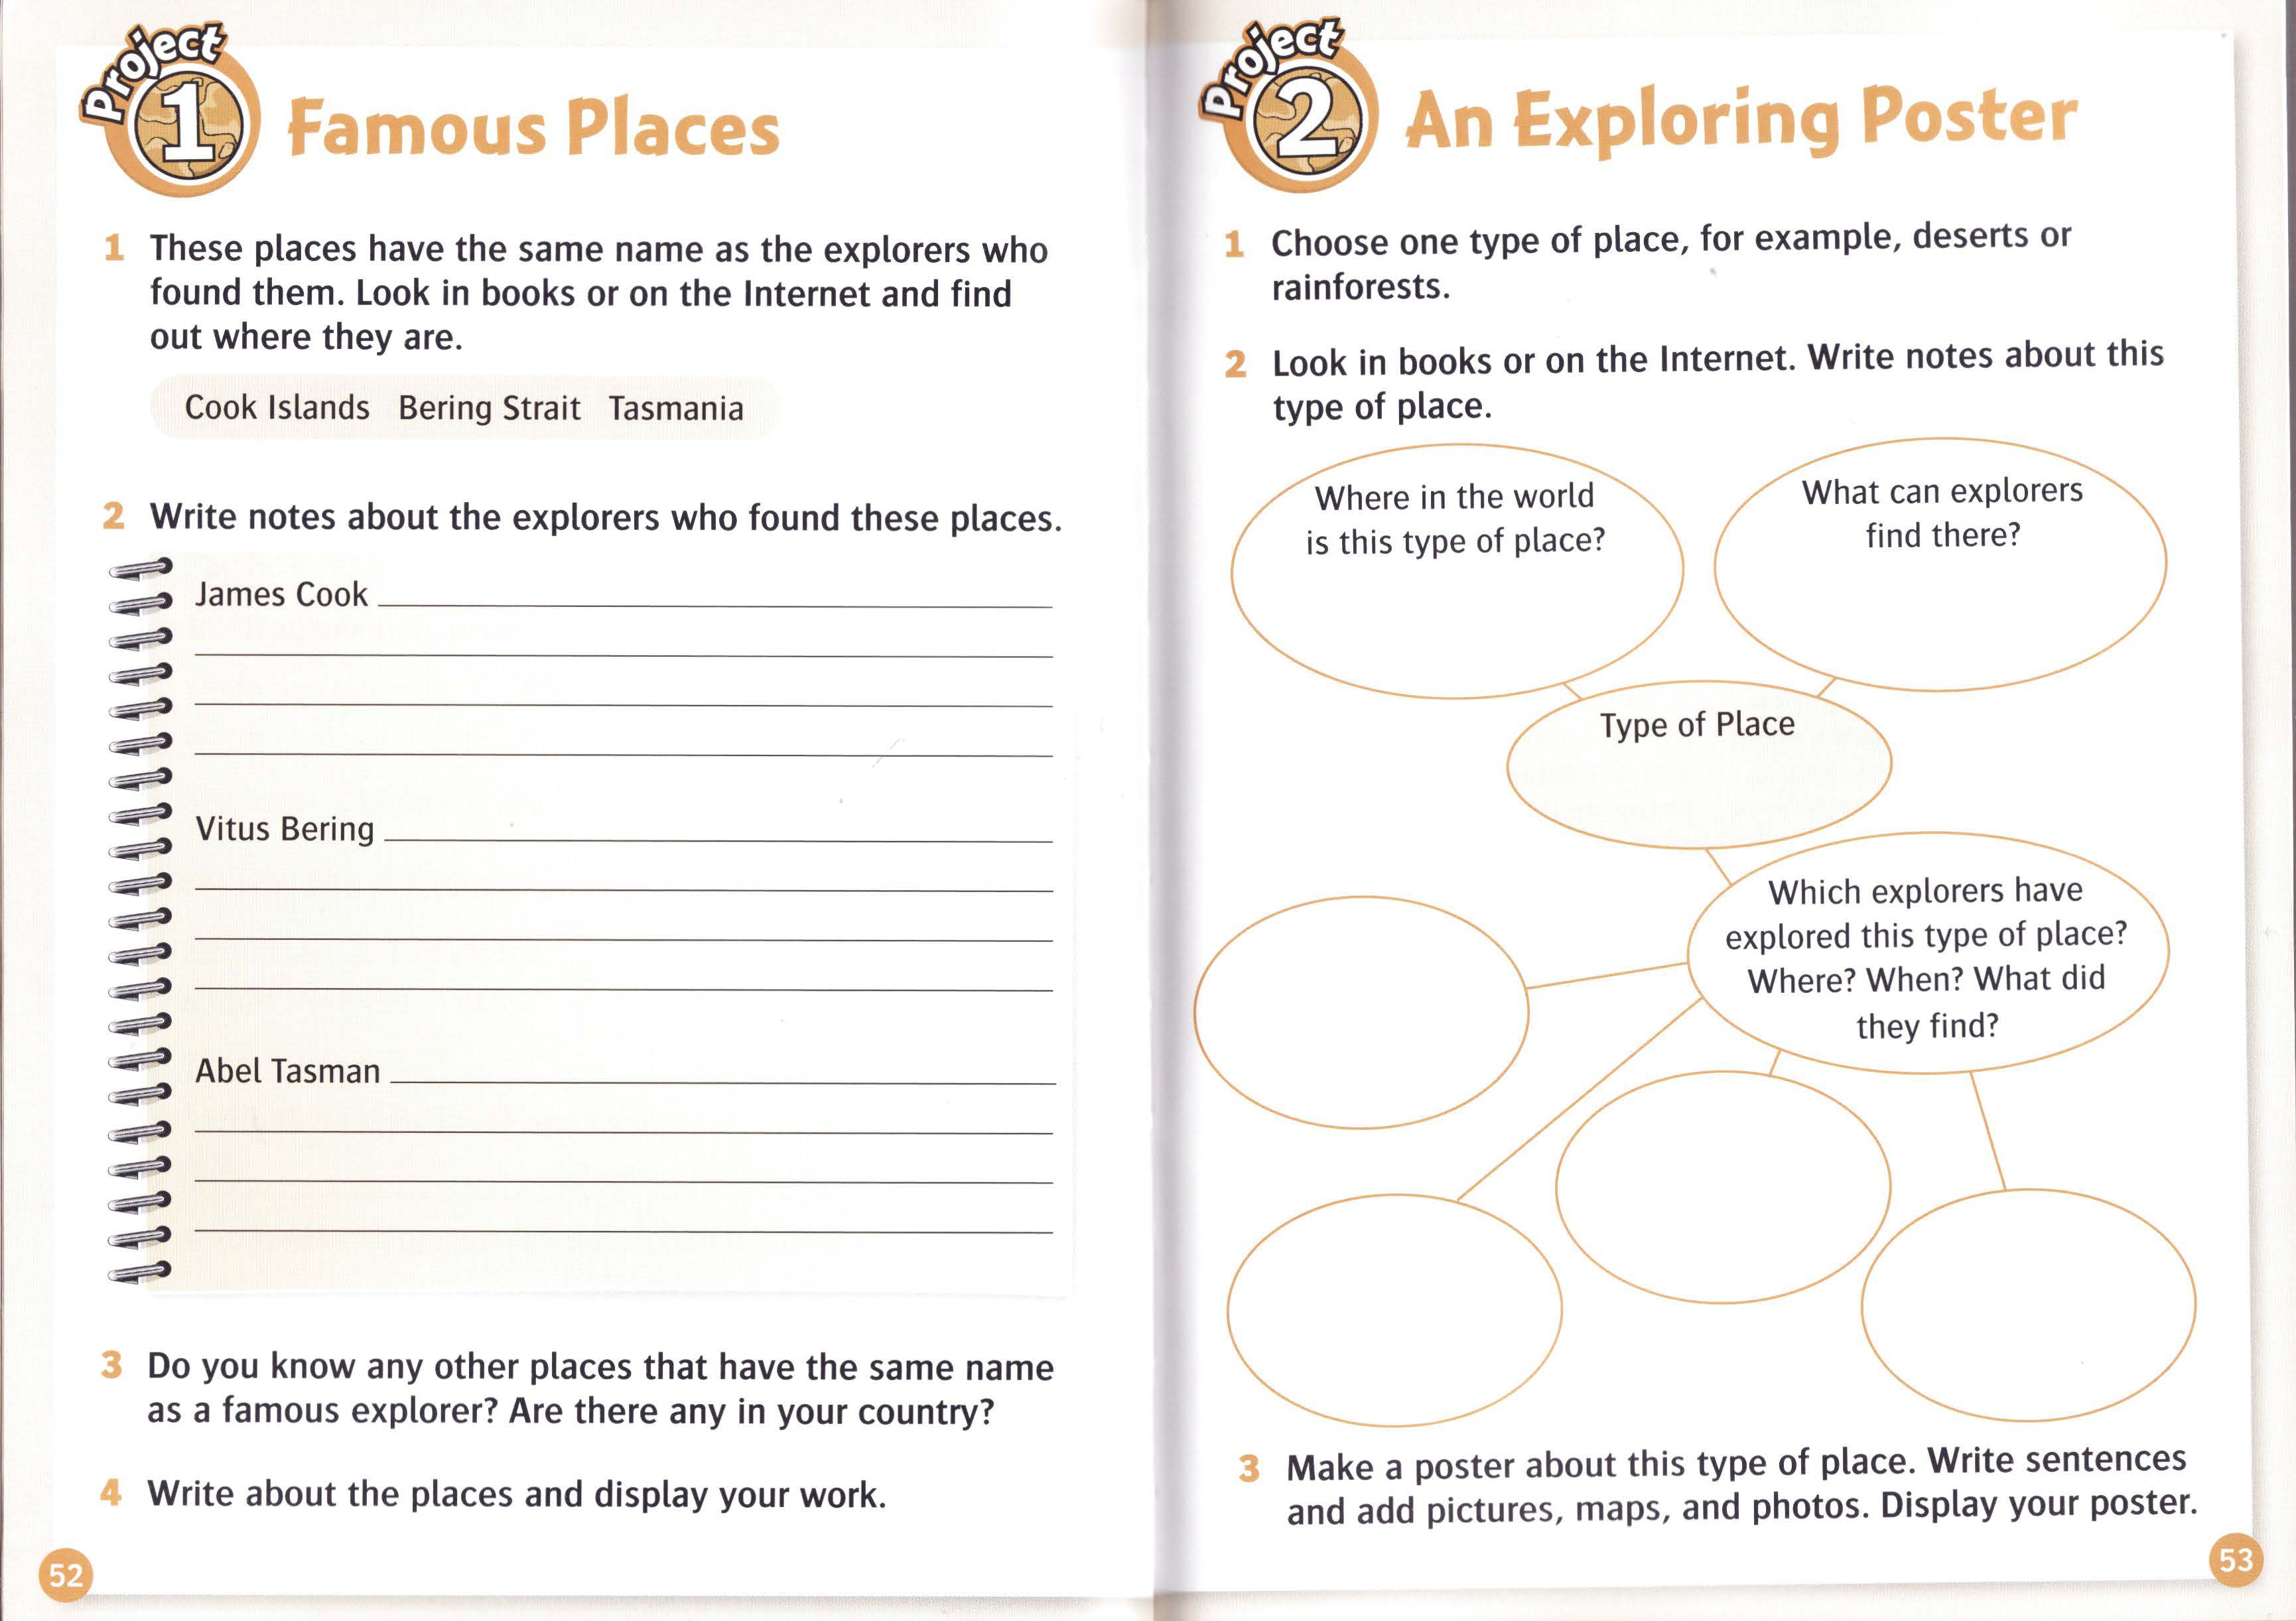 Project
1
Famous Places
1 These places have the same name as the explorers who
found them. Look in books or on the Internet and find
out where they are.
Cook Islands Bering Strait Tasmania
2 Write notes about the explorers who found these places.
James Cook
Vitus Bering
Abel Tasman
3 Do you know any other places that have the same name
as a famous explorer? Are there any in your country?
4 Write about the places and display your work.
52
Project
2
An Exploring Poster
1 Choose one type of place, for example, deserts or
rainforests.
2 Look in books or on the Internet. Write notes about this
type of place.
Where in the world
is this type of place?
What can explorers
find there?
Type of Place
Which explorers have
explored this type of place?
Where? When? What did
they find?
3 Make a poster about this type of place. Write sentences
and add pictures, maps, and photos. Display your poster.
53